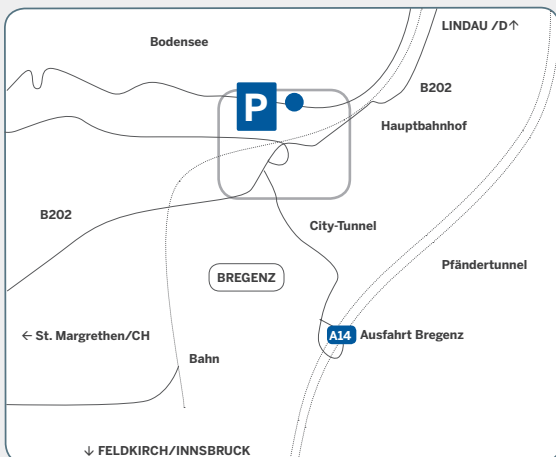 LINDAU /D↑
Bodensee
B202
P
Hauptbahnhof
B202
City-Tunnel
Pfändertunnel
BREGENZ
← St. Margrethen/CH
A14 Ausfahrt Bregenz
Bahn
↓ FELDKIRCH/INNSBRUCK